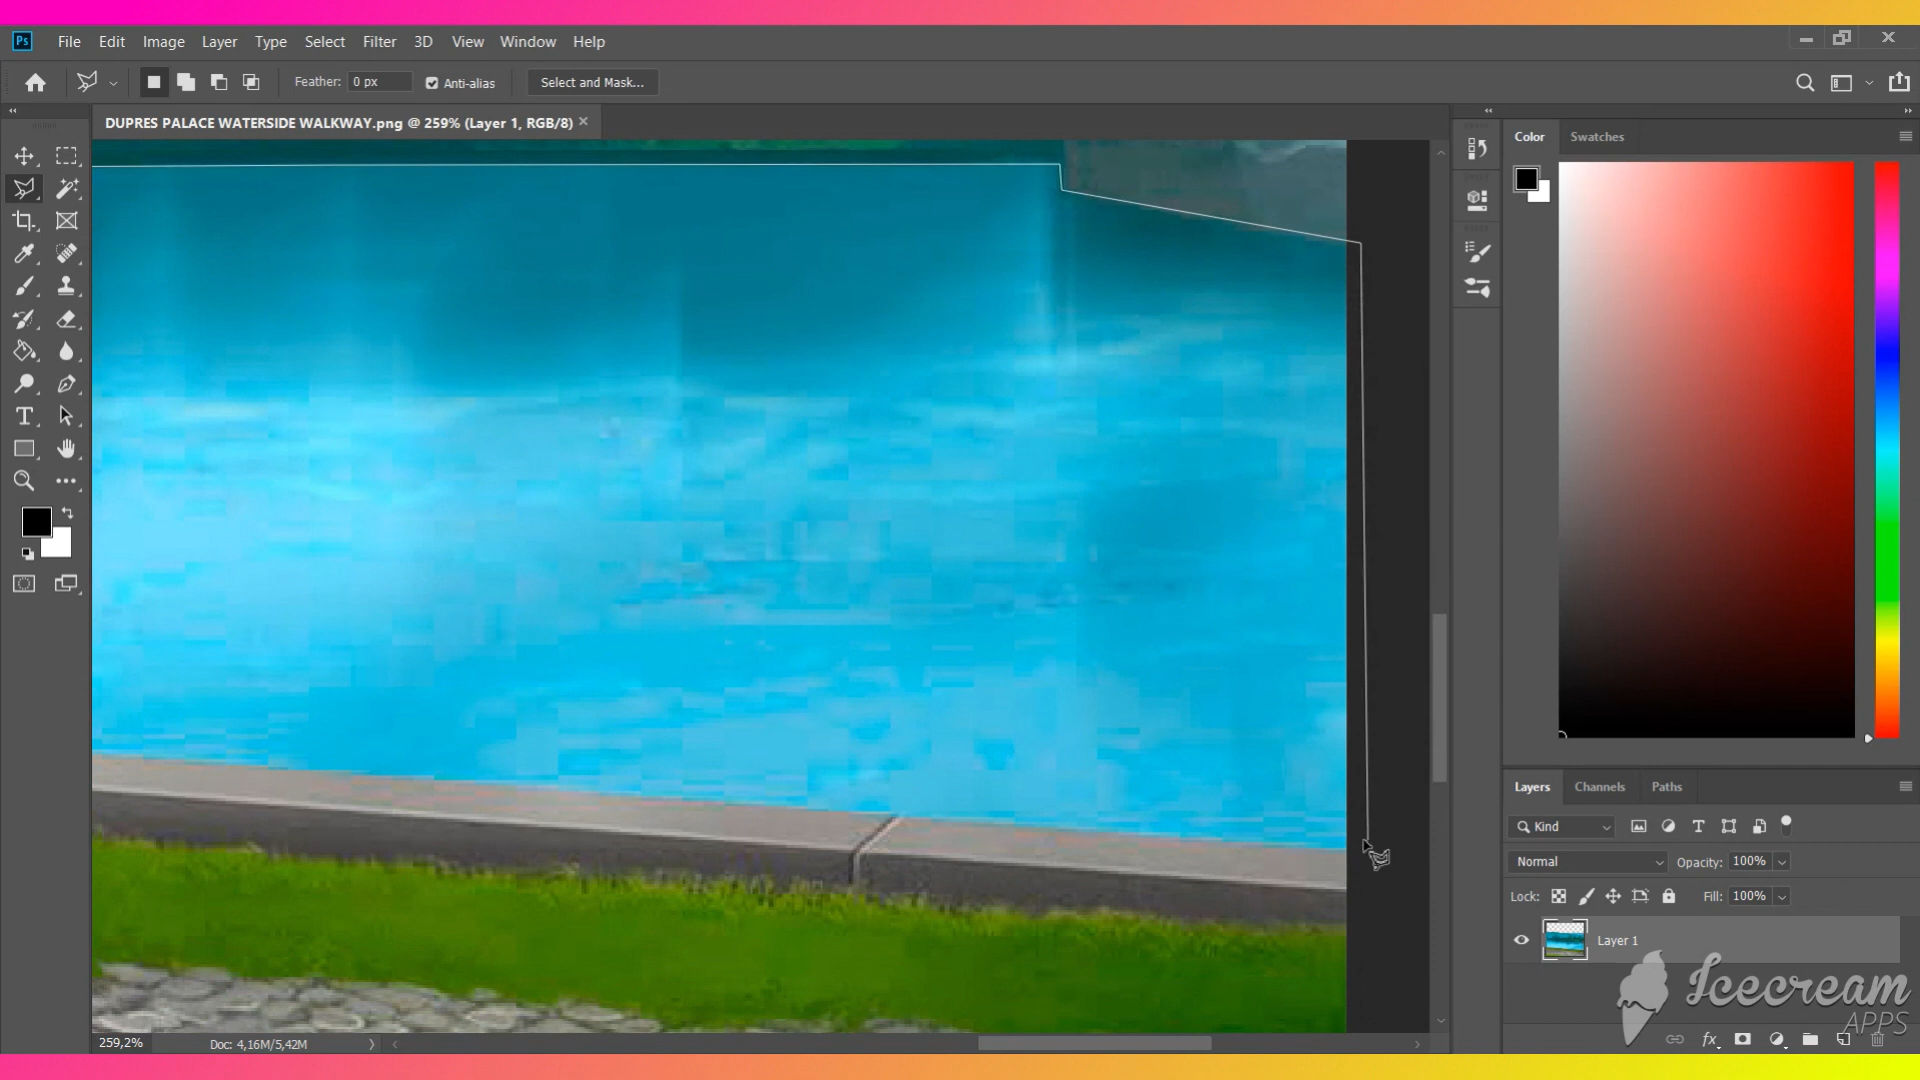 Ps File Edit Image Layer Type Select Filter 3D View Window Help
Feather: 0 px Anti-alias Select and Mask...
DUPRES PALACE WATERSIDE WALKWAY.png @ 259% (Layer 1, RGB/8)
Color Swatches
Layers Channels Paths
Kind
Normal Opacity: 100%
Lock: Fill: 100%
Layer 1
Icecream
APPS
fx
259,2% Doc: 4,16M/5,42M